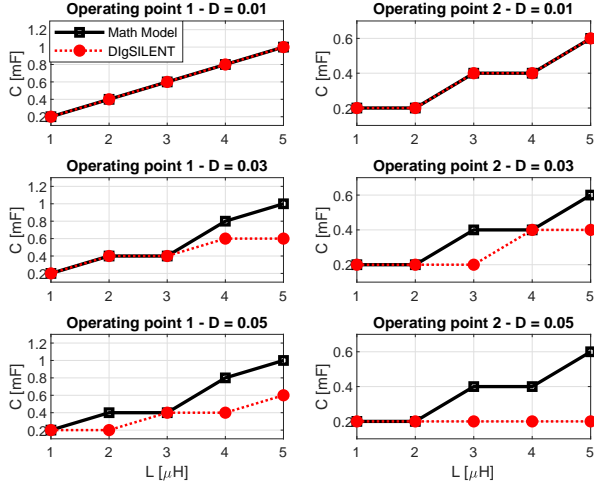 Operating point 1 - D = 0.01
Operating point 2 - D = 0.01
Math Model
DIgSILENT
C [mF]
1.2
1
0.8
0.6
0.4
0.2
1 2 3 4 5
C [mF]
0.6
0.4
0.2
1 2 3 4 5
Operating point 1 - D = 0.03
Operating point 2 - D = 0.03
C [mF]
1.2
1
0.8
0.6
0.4
0.2
1 2 3 4 5
C [mF]
0.6
0.4
0.2
1 2 3 4 5
Operating point 1 - D = 0.05
Operating point 2 - D = 0.05
C [mF]
1.2
1
0.8
0.6
0.4
0.2
1 2 3 4 5
L [μH]
C [mF]
0.6
0.4
0.2
1 2 3 4 5
L [μH]